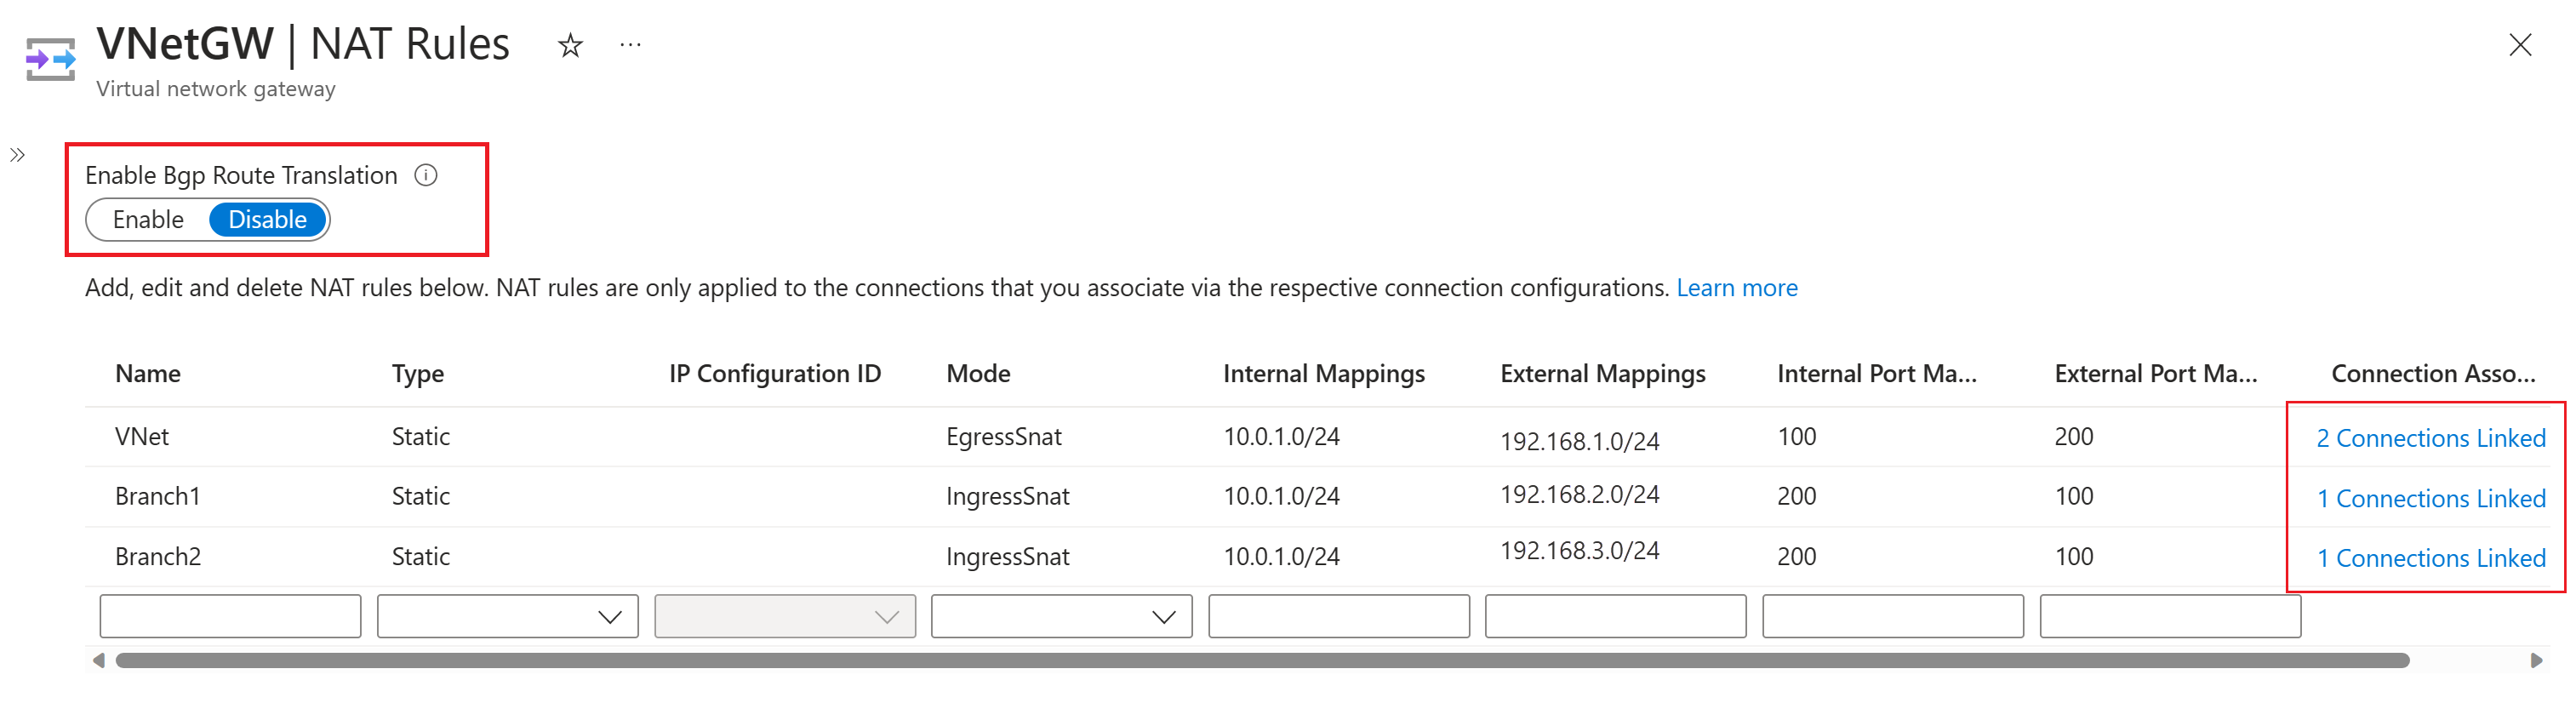 VNetGW | NAT Rules ☆ ···
Virtual network gateway
Enable Bgp Route Translation
Enable Disable
Add, edit and delete NAT rules below. NAT rules are only applied to the connections that you associate via the respective connection configurations. Learn more
Name Type IP Configuration ID Mode Internal Mappings External Mappings Internal Port Ma... External Port Ma... Connection Asso...
VNet Static EgressSnat 10.0.1.0/24 192.168.1.0/24 100 200 2 Connections Linked
Branch1 Static IngressSnat 10.0.1.0/24 192.168.2.0/24 200 100 1 Connections Linked
Branch2 Static IngressSnat 10.0.1.0/24 192.168.3.0/24 200 100 1 Connections Linked